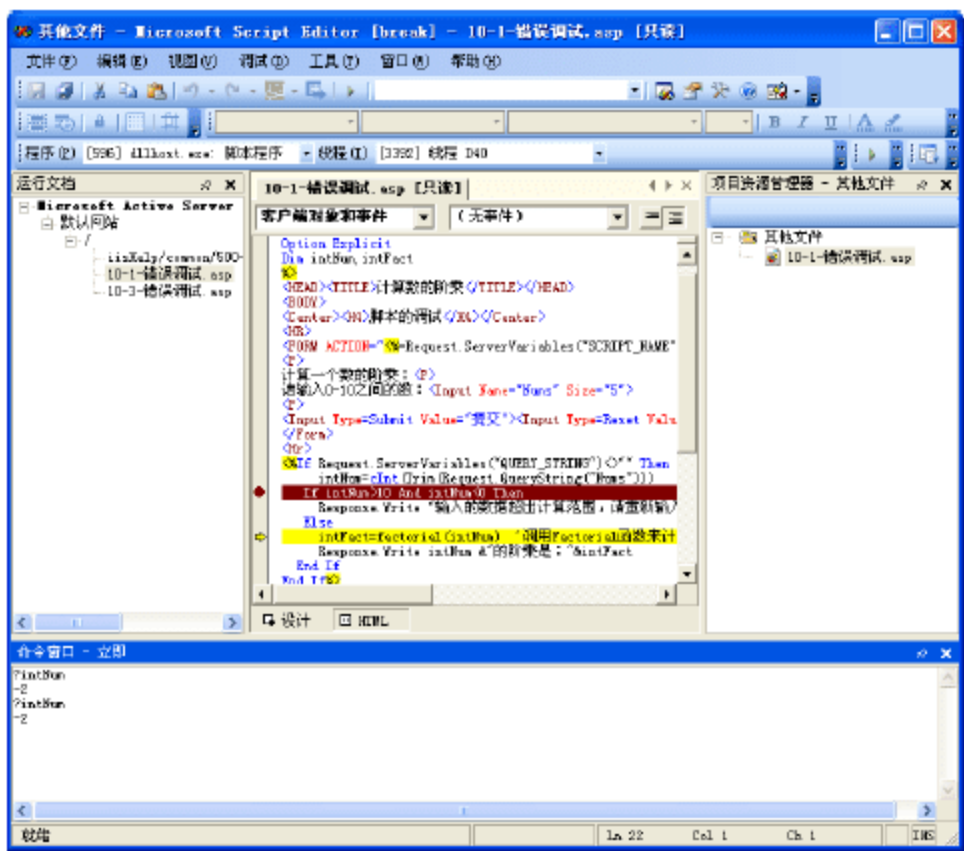 其他文件 - Microsoft Script Editor [break] - 10-1-错误调试.asp [只读]
文件(F) 编辑(E) 视图(V) 调试(D) 工具(T) 窗口(W) 帮助(H)
B I U A
程序(P) [596] dllhost.exe: 脚本程序 线程(I) [3392] 线程 D40
运行文档
Microsoft Active Server
默认网站
/
iisHelp/common/500-
10-1-错误调试.asp
10-3-错误调试.asp
10-1-错误调试.asp [只读]
客户端对象和事件 (无事件)
Option Explicit
Dim intNum,intFact
%>
<HEAD><TITLE>计算数的阶乘</TITLE></HEAD>
<BODY>
<Center><H4>脚本的调试</H4></Center>
<HR>
<FORM ACTION="<%=Request.ServerVariables("SCRIPT_NAME"
<P>
计算一个数的阶乘：<P>
请输入0-10之间的数：<Input Name="Nums" Size="5">
<P>
<Input Type=Submit Value="提交"><Input Type=Reset Valu
</Form>
<Hr>
<%If Request.ServerVariables("QUERY_STRING")<>"" Then
intNum=cInt(Trim(Request.QueryString("Nums")))
If intNum>10 And intNum<0 Then
Response.Write "输入的数据超出计算范围，请重新输入
Else
intFact=Factorial(intNum) '调用Factorial函数来计
Response.Write intNum &"的阶乘是："&intFact
End If
End If%>
设计 HTML
项目资源管理器 - 其他文件
其他文件
10-1-错误调试.asp
命令窗口 - 立即
?intNum
-2
?intNum
-2
就绪 Ln 22 Col 1 Ch 1 INS